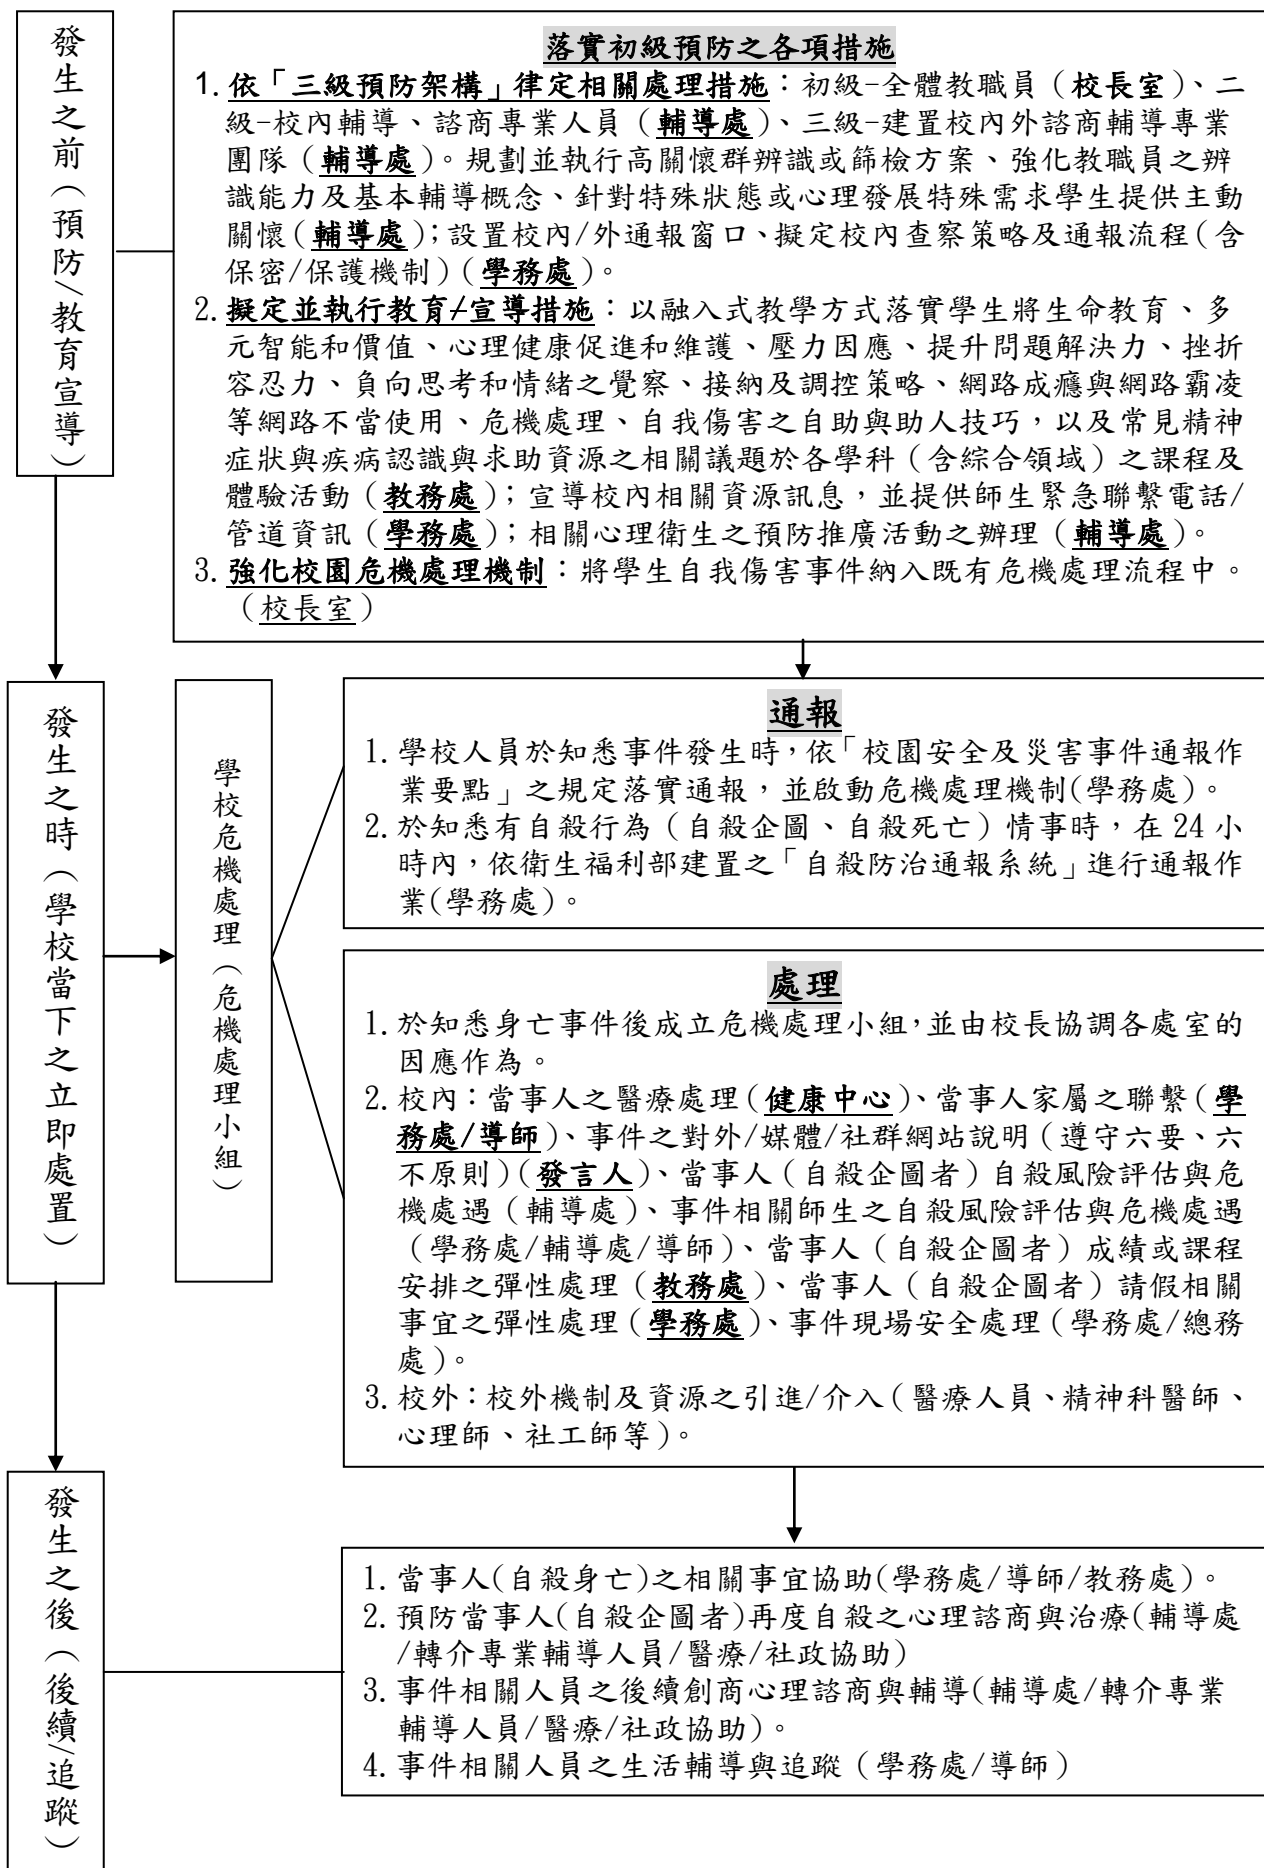 發生之前（預防/教育宣導）
落實初級預防之各項措施
1. 依「三級預防架構」律定相關處理措施：初級-全體教職員（校長室）、二
級-校內輔導、諮商專業人員（輔導處）、三級-建置校內外諮商輔導專業
團隊（輔導處）。規劃並執行高關懷群辨識或篩檢方案、強化教職員之辨
識能力及基本輔導概念、針對特殊狀態或心理發展特殊需求學生提供主動
關懷（輔導處）；設置校內/外通報窗口、擬定校內查察策略及通報流程（含
保密/保護機制）（學務處）。
2. 擬定並執行教育/宣導措施：以融入式教學方式落實學生將生命教育、多
元智能和價值、心理健康促進和維護、壓力因應、提升問題解決力、挫折
容忍力、負向思考和情緒之覺察、接納及調控策略、網路成癮與網路霸凌
等網路不當使用、危機處理、自我傷害之自助與助人技巧，以及常見精神
症狀與疾病認識與求助資源之相關議題於各學科（含綜合領域）之課程及
體驗活動（教務處）；宣導校內相關資源訊息，並提供師生緊急聯繫電話/
管道資訊（學務處）；相關心理衛生之預防推廣活動之辦理（輔導處）。
3. 強化校園危機處理機制：將學生自我傷害事件納入既有危機處理流程中。
（校長室）
發生之時（學校當下之立即處置）
學校危機處理（危機處理小組）
通報
1. 學校人員於知悉事件發生時，依「校園安全及災害事件通報作
業要點」之規定落實通報，並啟動危機處理機制(學務處)。
2. 於知悉有自殺行為（自殺企圖、自殺死亡）情事時，在 24 小
時內，依衛生福利部建置之「自殺防治通報系統」進行通報作
業(學務處)。
處理
1. 於知悉身亡事件後成立危機處理小組，並由校長協調各處室的
因應作為。
2. 校內：當事人之醫療處理（健康中心）、當事人家屬之聯繫（學
務處/導師）、事件之對外/媒體/社群網站說明（遵守六要、六
不原則）（發言人）、當事人（自殺企圖者）自殺風險評估與危
機處遇（輔導處）、事件相關師生之自殺風險評估與危機處遇
（學務處/輔導處/導師）、當事人（自殺企圖者）成績或課程
安排之彈性處理（教務處）、當事人（自殺企圖者）請假相關
事宜之彈性處理（學務處）、事件現場安全處理（學務處/總務
處）。
3. 校外：校外機制及資源之引進/介入（醫療人員、精神科醫師、
心理師、社工師等）。
發生之後（後續/追蹤）
1. 當事人(自殺身亡)之相關事宜協助(學務處/導師/教務處)。
2. 預防當事人(自殺企圖者)再度自殺之心理諮商與治療(輔導處
/轉介專業輔導人員/醫療/社政協助)
3. 事件相關人員之後續創商心理諮商與輔導(輔導處/轉介專業
輔導人員/醫療/社政協助)。
4. 事件相關人員之生活輔導與追蹤（學務處/導師）